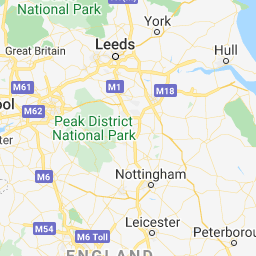 National Park
York
Great Britain
Leeds
Hull
M61
M1
M18
ool
M62
Peak District
National Park
M6
Nottingham
M54
Leicester
Peterborou
M6 Toll
ENGLAND